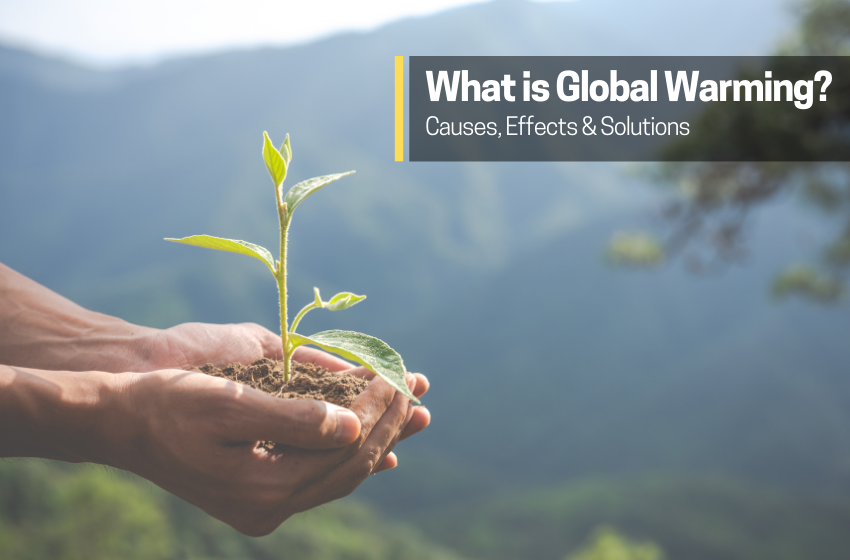 What is Global Warming?
Causes, Effects & Solutions